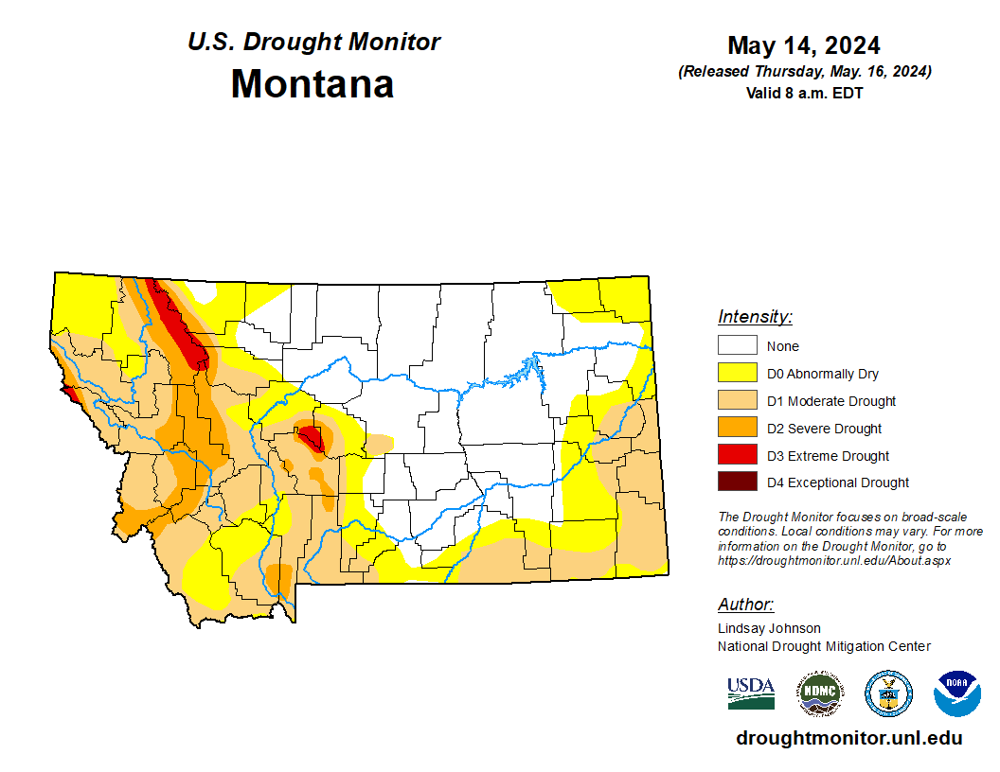 U.S. Drought Monitor
Montana
May 14, 2024
(Released Thursday, May. 16, 2024)
Valid 8 a.m. EDT
Intensity:
None
D0 Abnormally Dry
D1 Moderate Drought
D2 Severe Drought
D3 Extreme Drought
D4 Exceptional Drought
The Drought Monitor focuses on broad-scale
conditions. Local conditions may vary. For more
information on the Drought Monitor, go to
https://droughtmonitor.unl.edu/About.aspx
Author:
Lindsay Johnson
National Drought Mitigation Center
USDA
NDMC
NOAA
droughtmonitor.unl.edu